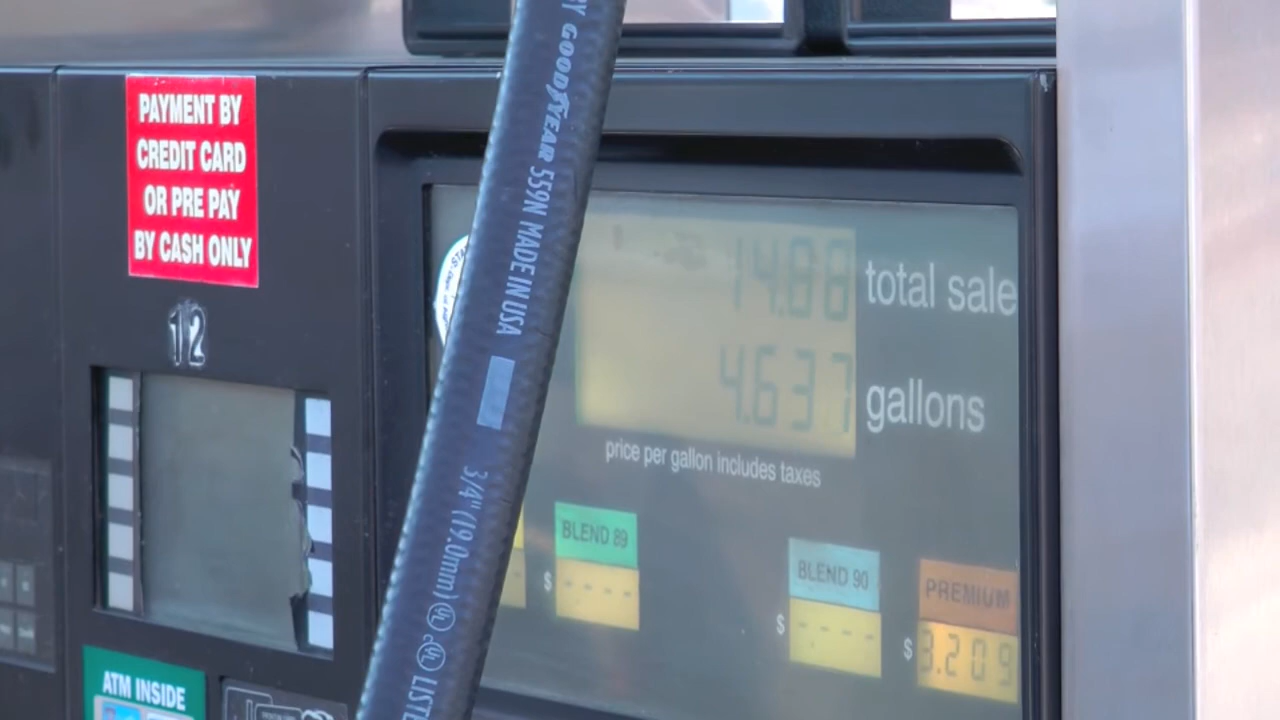 PAYMENT BY
CREDIT CARD
OR PRE PAY
BY CASH ONLY
12
GOODYEAR 559N MADE IN USA
3/4" (19.0mm) UL UL
14.88 total sale
4.637 gallons
price per gallon includes taxes
BLEND 89
$ - - - -
BLEND 90
$ - - - -
PREMIUM
$ 3.209
ATM INSIDE